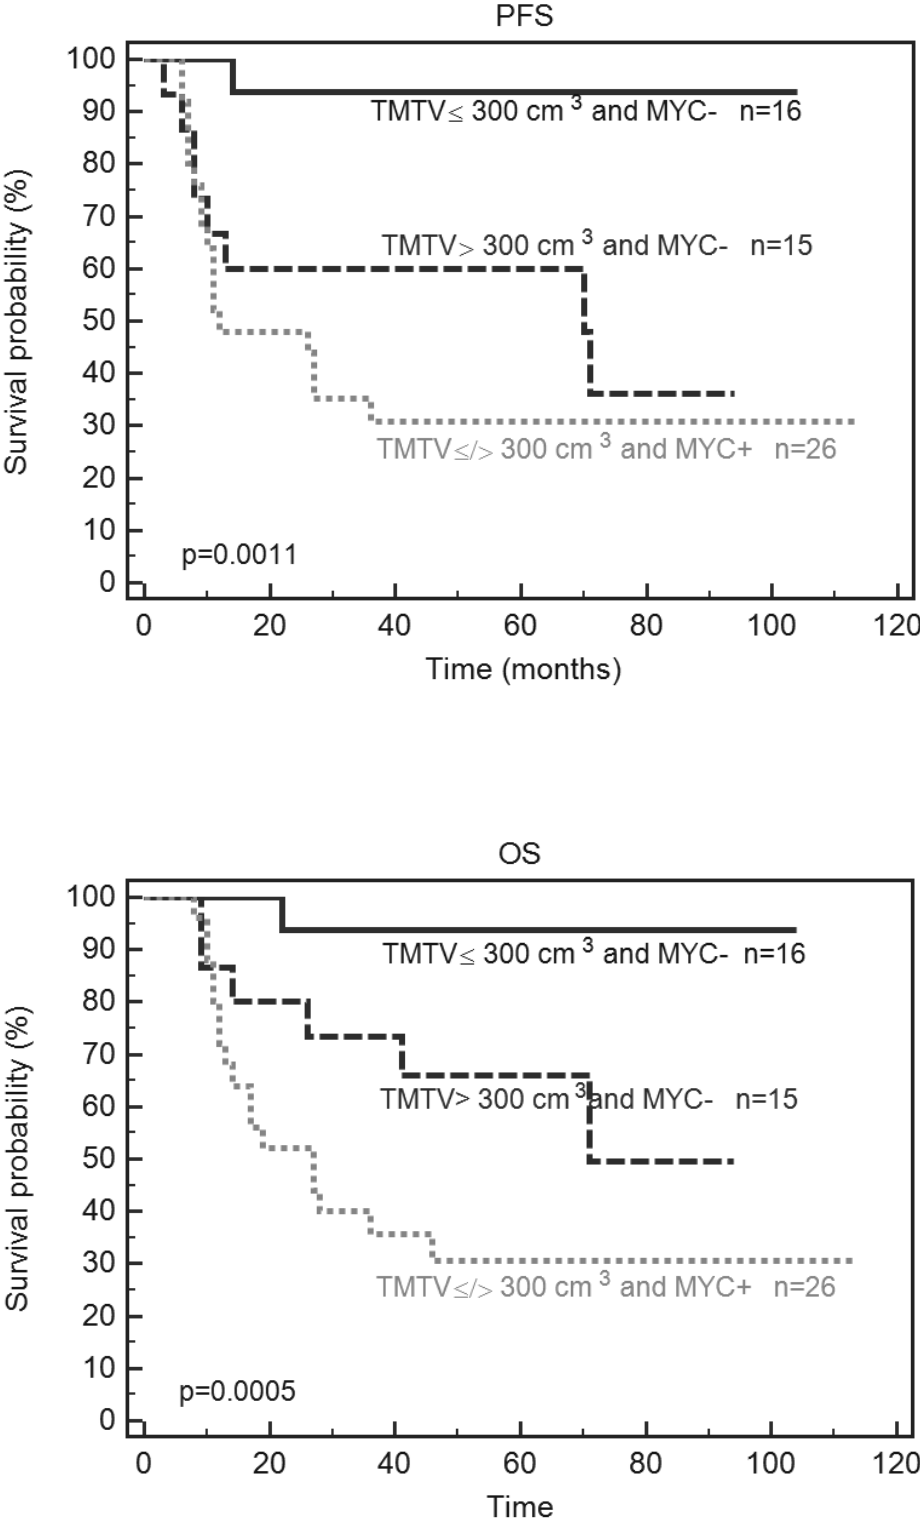 PFS
Survival probability (%)
100
90
80
70
60
50
40
30
20
10
0
TMTV≤ 300 cm 3 and MYC- n=16
TMTV> 300 cm 3 and MYC- n=15
TMTV≤/> 300 cm 3 and MYC+ n=26
p=0.0011
0 20 40 60 80 100 120
Time (months)
OS
Survival probability (%)
100
90
80
70
60
50
40
30
20
10
0
TMTV≤ 300 cm 3 and MYC- n=16
TMTV> 300 cm 3 and MYC- n=15
TMTV≤/> 300 cm 3 and MYC+ n=26
p=0.0005
0 20 40 60 80 100 120
Time